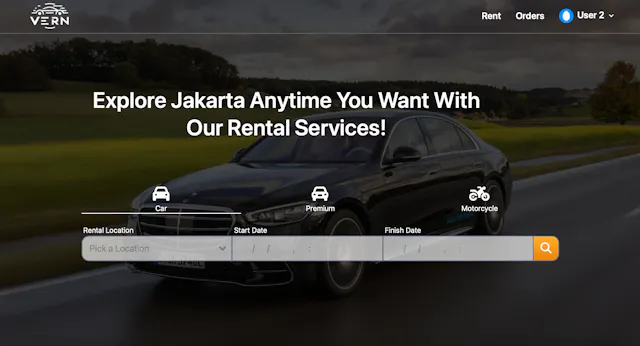 VERN
Rent Orders User 2
Explore Jakarta Anytime You Want With
Our Rental Services!
Car Premium Motorcycle
Rental Location Start Date Finish Date
Pick a Location / / , : / / , :